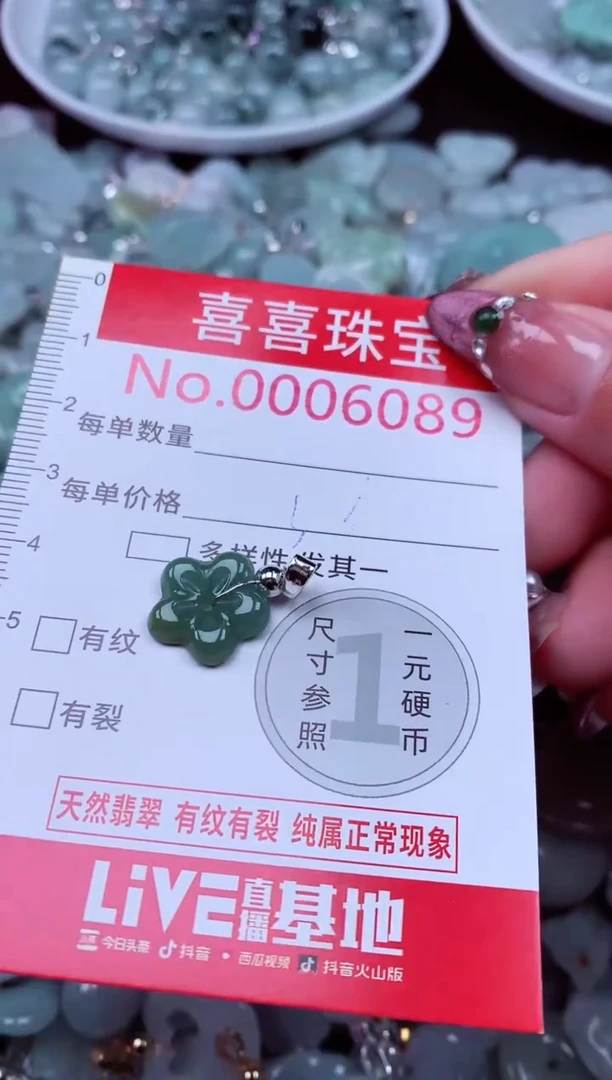 0
喜喜珠宝
1
No.0006089
2
每单数量
3
每单价格
4
多样性 发其一
5
有纹
尺寸参照
1
一元硬币
有裂
天然翡翠 有纹有裂 纯属正常现象
LiVE直播基地
今日头条 抖音 西瓜视频 抖音火山版